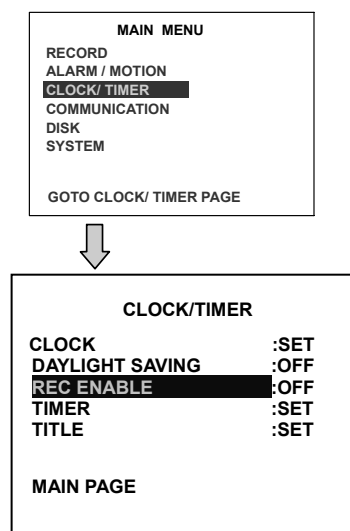 MAIN MENU
RECORD
ALARM / MOTION
CLOCK/ TIMER
COMMUNICATION
DISK
SYSTEM
GOTO CLOCK/ TIMER PAGE
CLOCK/TIMER
CLOCK :SET
DAYLIGHT SAVING :OFF
REC ENABLE :OFF
TIMER :SET
TITLE :SET
MAIN PAGE